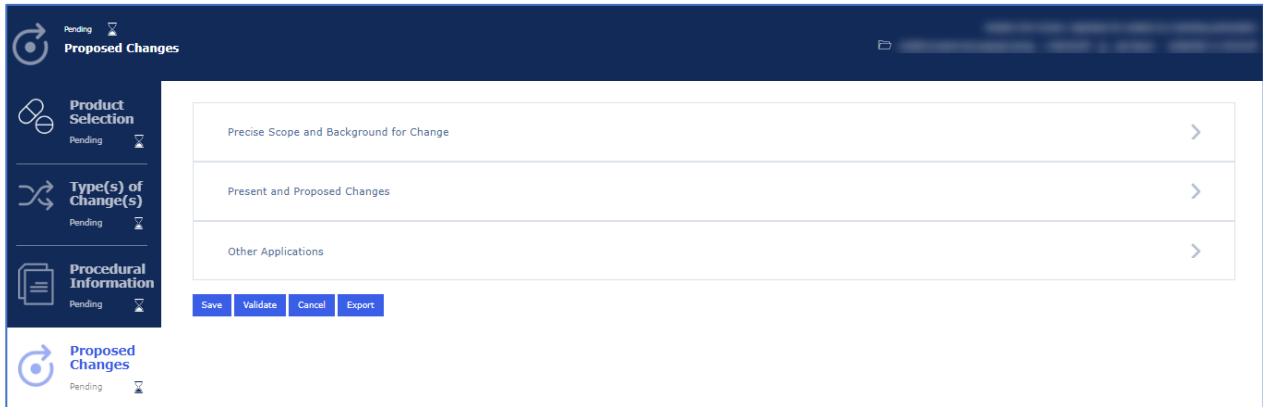 Pending
Proposed Changes
Product
Selection
Pending
Type(s) of
Change(s)
Pending
Procedural
Information
Pending
Proposed
Changes
Pending
Precise Scope and Background for Change
Present and Proposed Changes
Other Applications
Save Validate Cancel Export